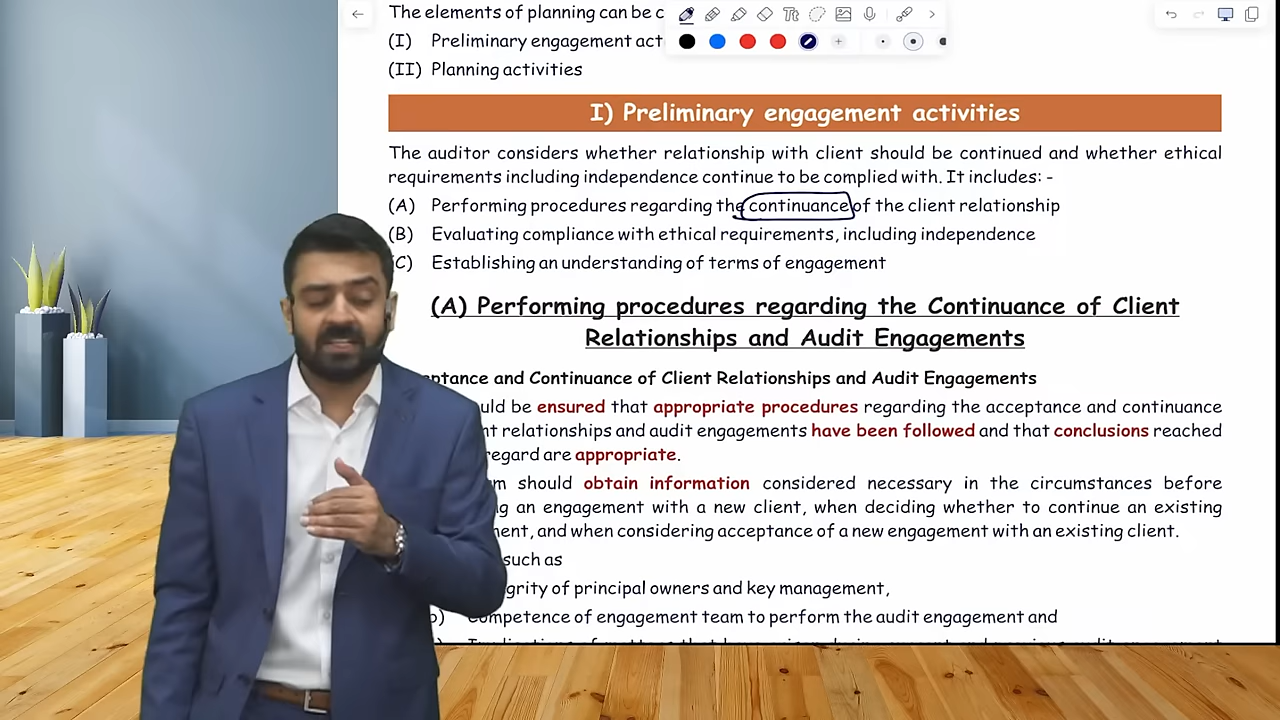 The elements of planning can be
(I) Preliminary engagement
(II) Planning activities
I) Preliminary engagement activities
The auditor considers whether relationship with client should be continued and whether ethical
requirements including independence continue to be complied with. It includes: -
(A) Performing procedures regarding the continuance of the client relationship
(B) Evaluating compliance with ethical requirements, including independence
(C) Establishing an understanding of terms of engagement
(A) Performing procedures regarding the Continuance of Client
Relationships and Audit Engagements
and Continuance of Client Relationships and Audit Engagements
be ensured that appropriate procedures regarding the acceptance and continuance
relationships and audit engagements have been followed and that conclusions reached
regard are appropriate.
should obtain information considered necessary in the circumstances before
an engagement with a new client, when deciding whether to continue an existing
and when considering acceptance of a new engagement with an existing client.
such as
of principal owners and key management,
Competence of engagement team to perform the audit engagement and